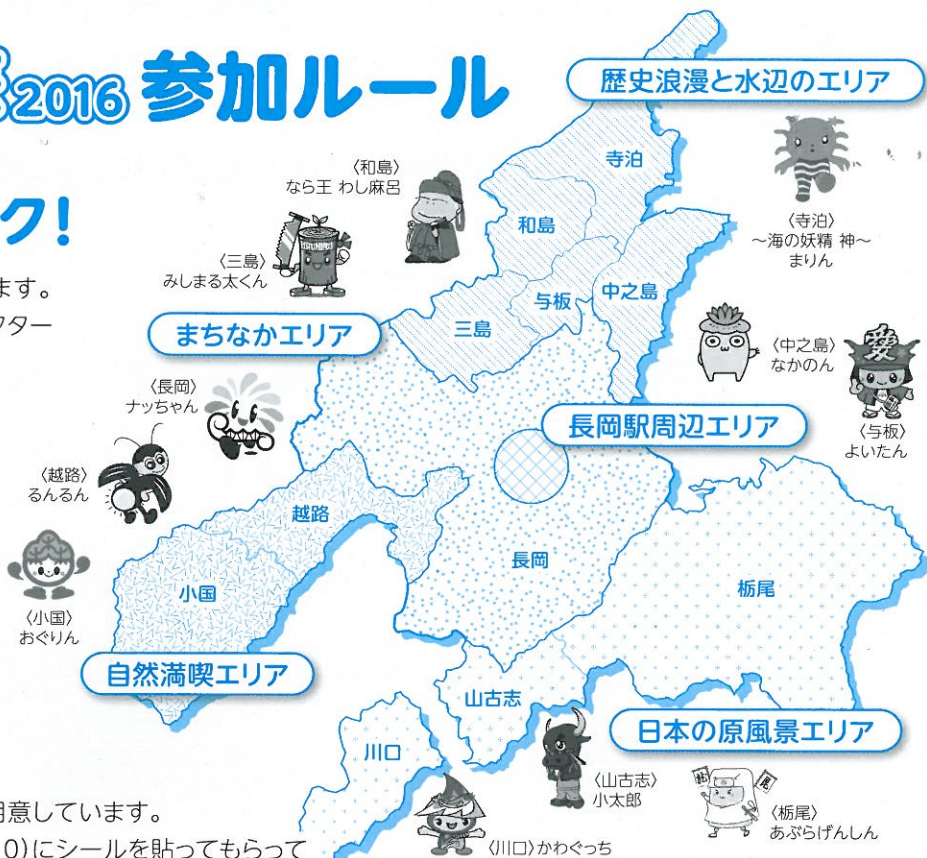 2016 参加ルール
歴史浪漫と水辺のエリア
ク!
ます。
クター
〈和島〉
なら王 わし麻呂
〈三島〉
みしまる太くん
寺泊
和島
与板
中之島
三島
〈寺泊〉
〜海の妖精 神〜
まりん
まちなかエリア
〈中之島〉
なかのん
愛
〈与板〉
よいたん
〈長岡〉
ナッちゃん
長岡駅周辺エリア
〈越路〉
るんるん
越路
長岡
栃尾
〈小国〉
おぐりん
小国
自然満喫エリア
山古志
日本の原風景エリア
川口
〈山古志〉
小太郎
栃
尾
〈栃尾〉
あぶらげんしん
〈川口〉かわぐっち
用意しています。
0)にシールを貼ってもらって